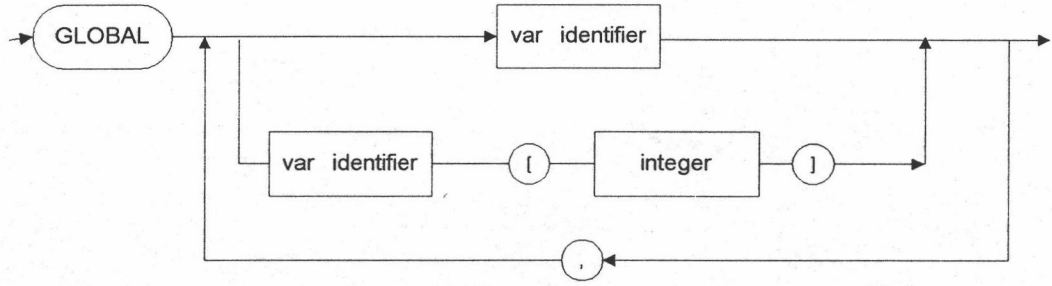 GLOBAL
var identifier
var identifier [ integer ]
,